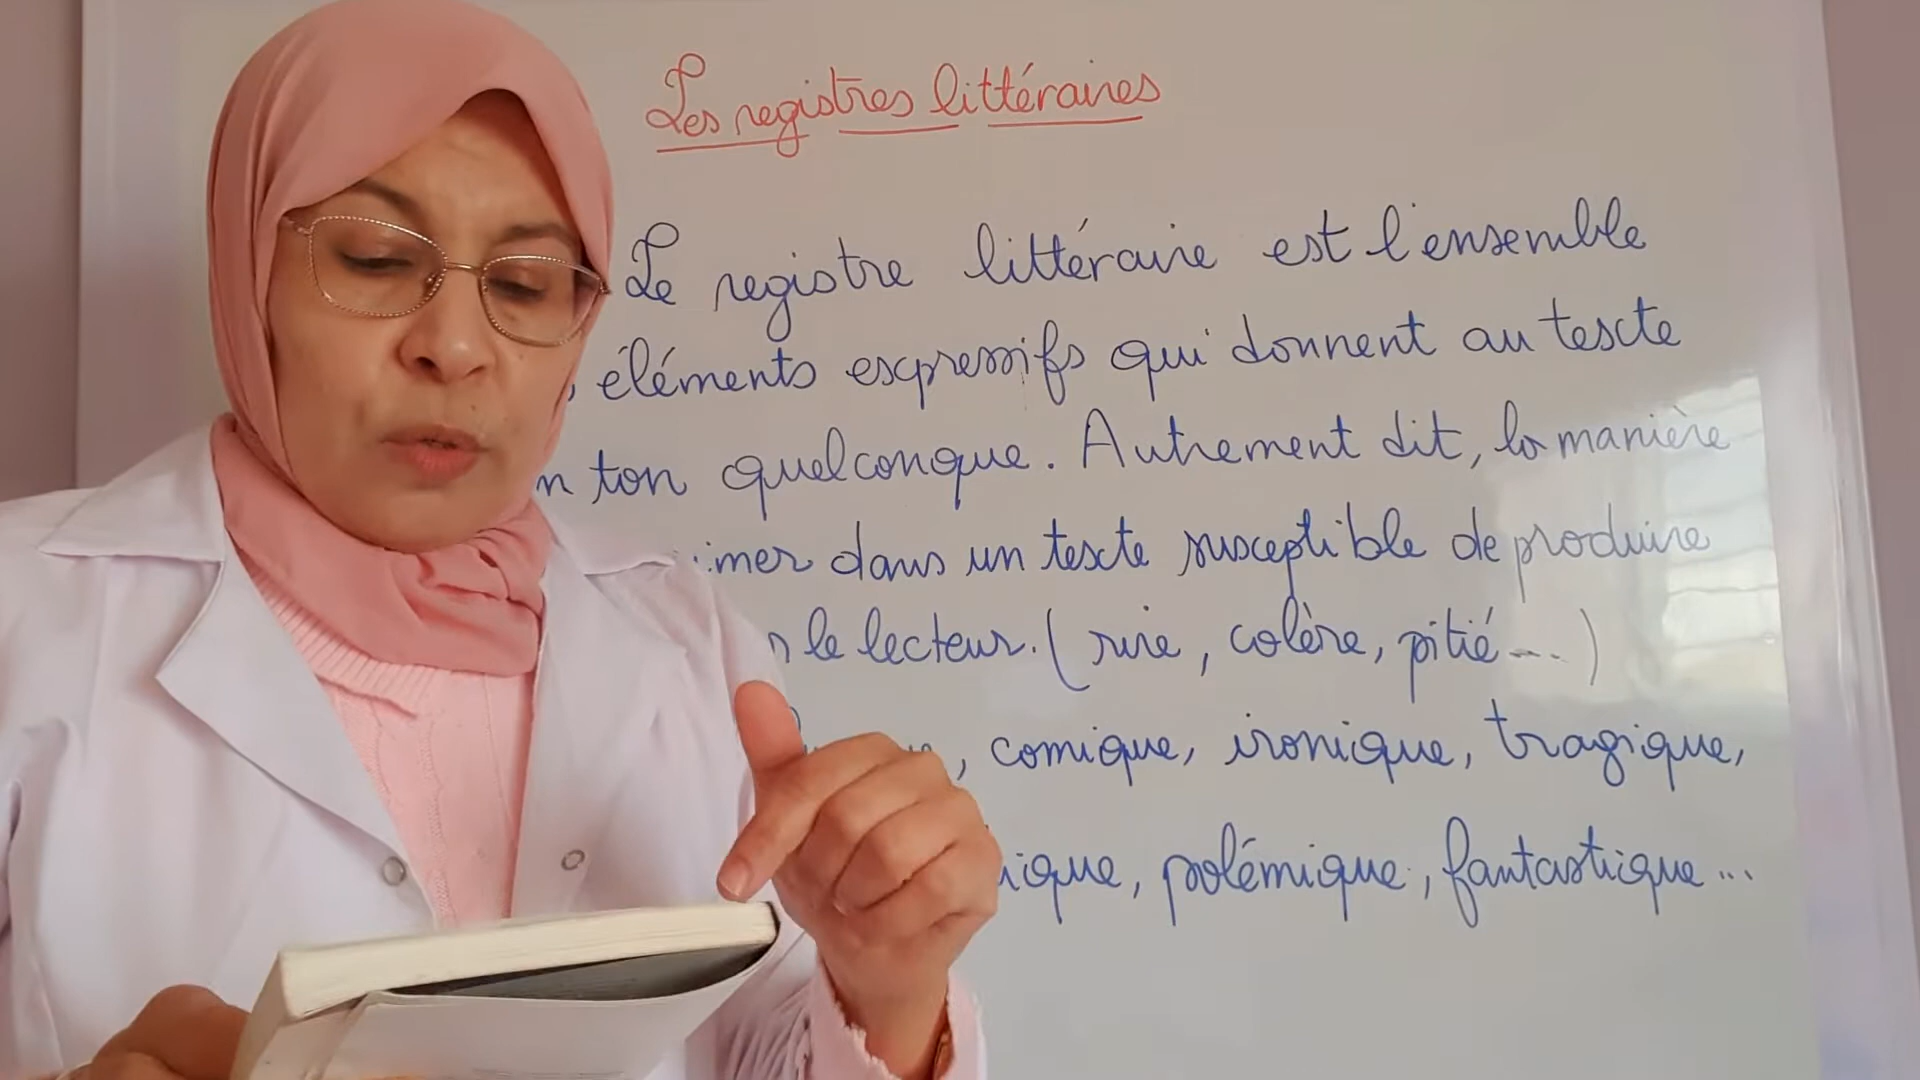 Les registres littéraires
Le registre littéraire est l'ensemble
éléments expressifs qui donnent au texte
ton quelconque. Autrement dit, la manière
dans un texte susceptible de produire
le lecteur. (rire, colère, pitié ...)
, comique, ironique, tragique,
, polémique, fantastique ...